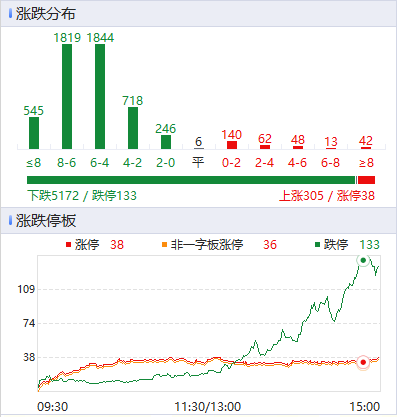 涨跌分布
545 1819 1844 718 246 6 140 62 48 13 42
≤8 8-6 6-4 4-2 2-0 平 0-2 2-4 4-6 6-8 ≥8
下跌5172 / 跌停133 上涨305 / 涨停38
涨跌停板
涨停 38 非一字板涨停 36 跌停 133
109
74
38
09:30 11:30/13:00 15:00